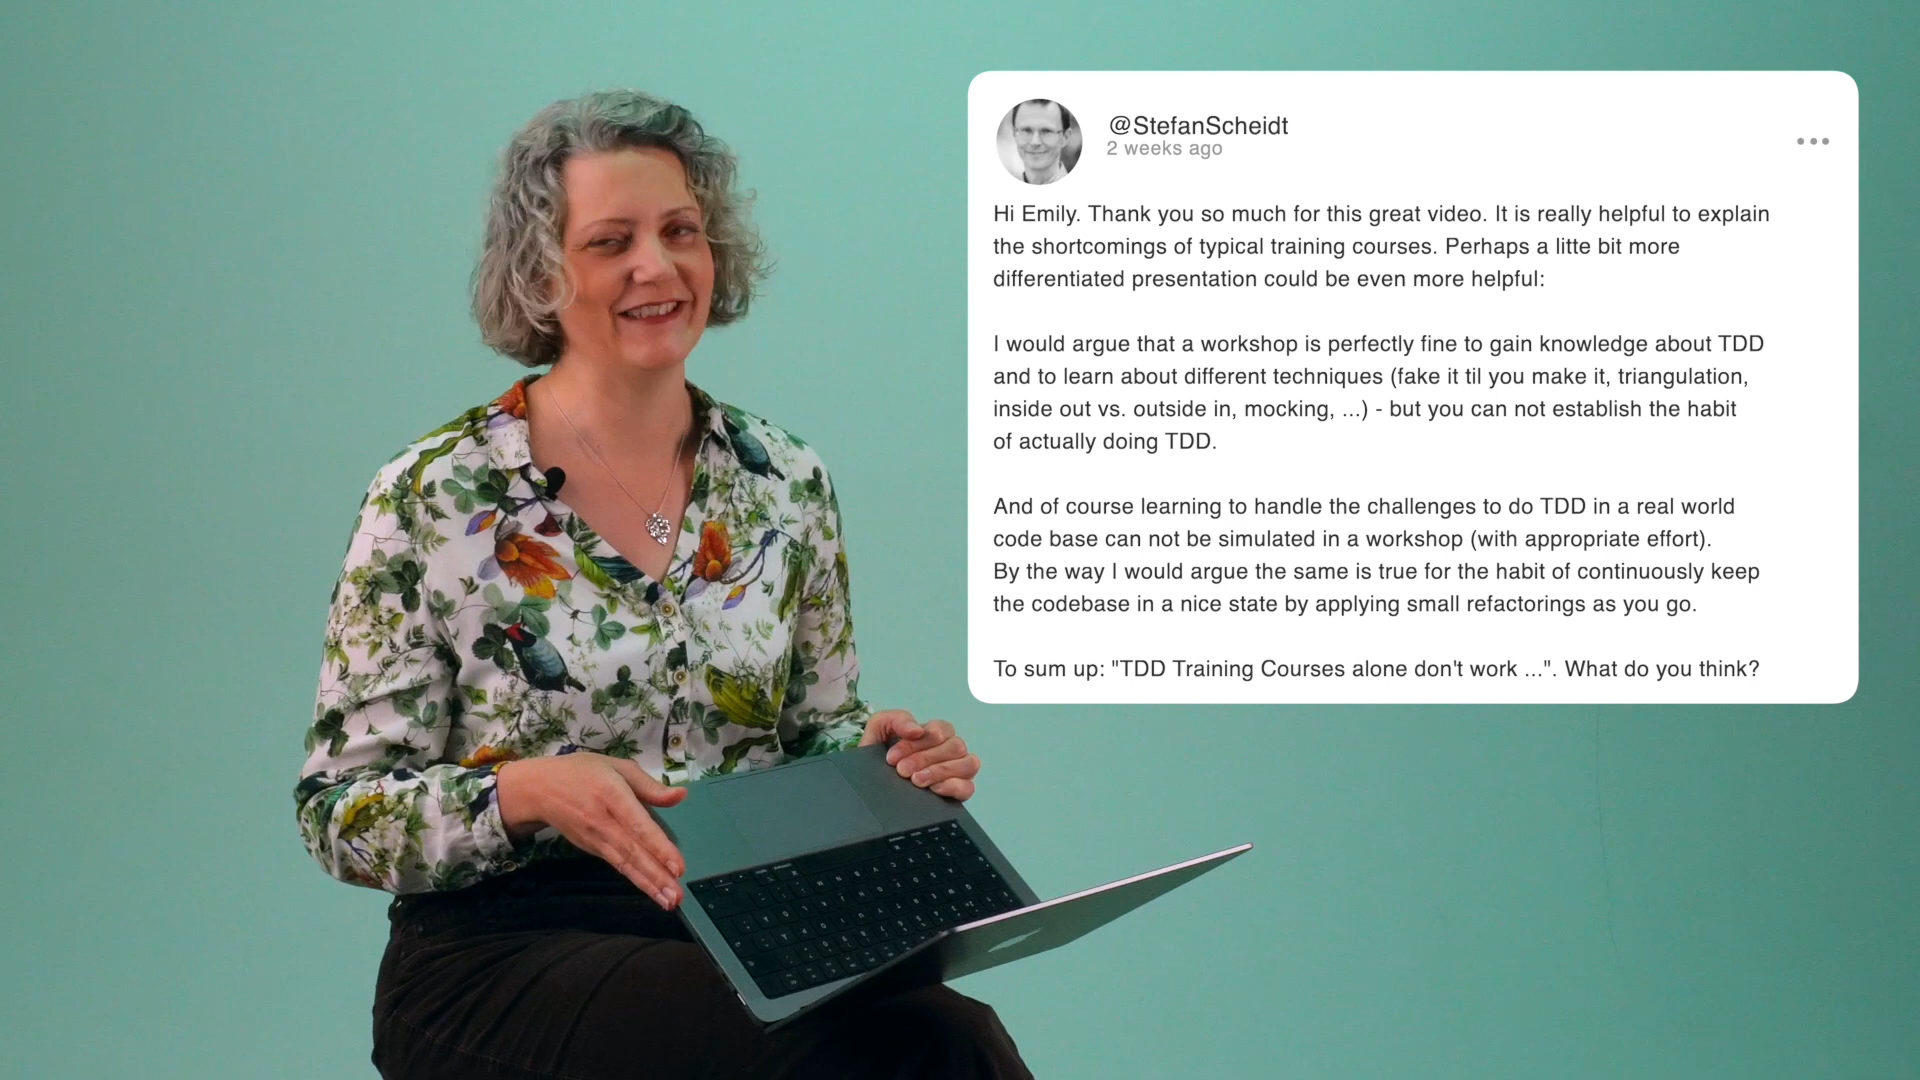 @StefanScheidt
2 weeks ago
Hi Emily. Thank you so much for this great video. It is really helpful to explain
the shortcomings of typical training courses. Perhaps a litte bit more
differentiated presentation could be even more helpful:
I would argue that a workshop is perfectly fine to gain knowledge about TDD
and to learn about different techniques (fake it til you make it, triangulation,
inside out vs. outside in, mocking, ...) - but you can not establish the habit
of actually doing TDD.
And of course learning to handle the challenges to do TDD in a real world
code base can not be simulated in a workshop (with appropriate effort).
By the way I would argue the same is true for the habit of continuously keep
the codebase in a nice state by applying small refactorings as you go.
To sum up: "TDD Training Courses alone don't work ...". What do you think?